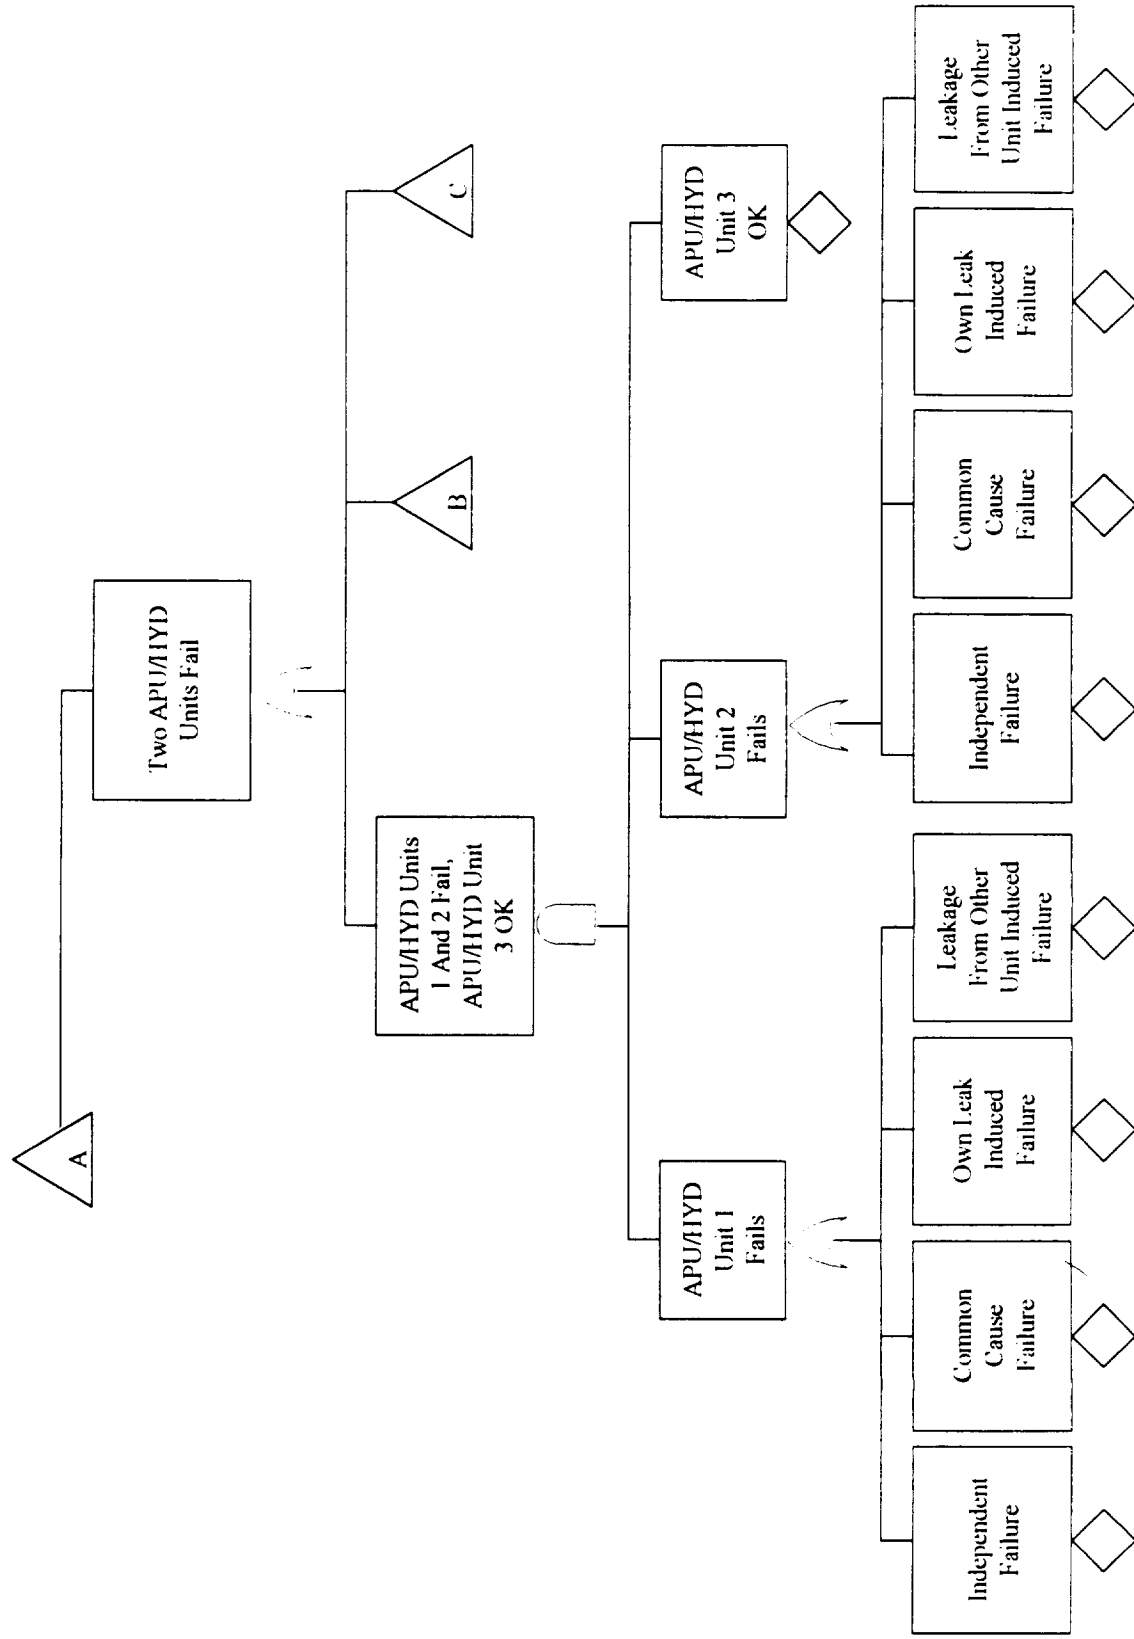 A
Two APU/HYD
Units Fail
APU/HYD Units
1 And 2 Fail,
APU/HYD Unit
3 OK
B
C
APU/HYD
Unit 1
Fails
APU/HYD
Unit 2
Fails
APU/HYD
Unit 3
OK
Independent
Failure
Common
Cause
Failure
Own Leak
Induced
Failure
Leakage
From Other
Unit Induced
Failure
Independent
Failure
Common
Cause
Failure
Own Leak
Induced
Failure
Leakage
From Other
Unit Induced
Failure